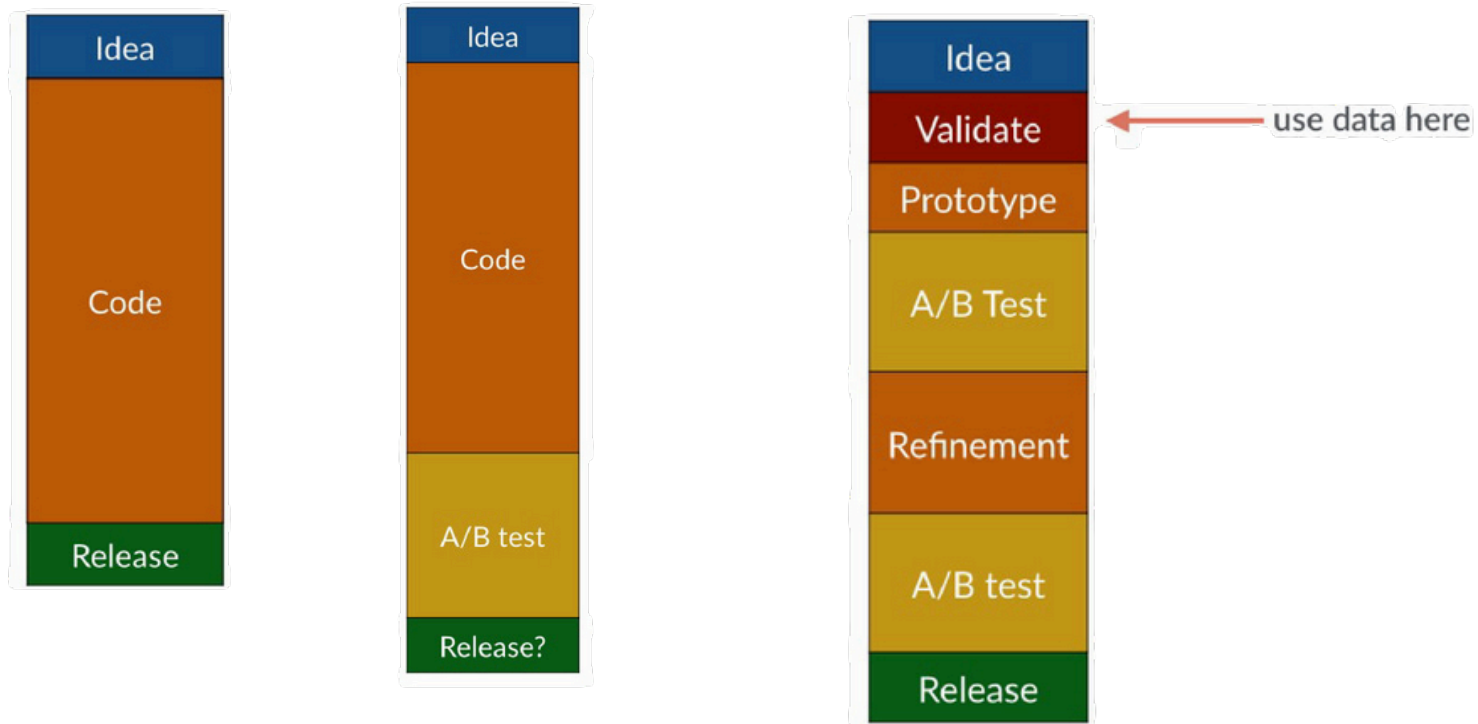 Idea
Code
Release
Idea
Code
A/B test
Release?
Idea
Validate
use data here
Prototype
A/B Test
Refinement
A/B test
Release